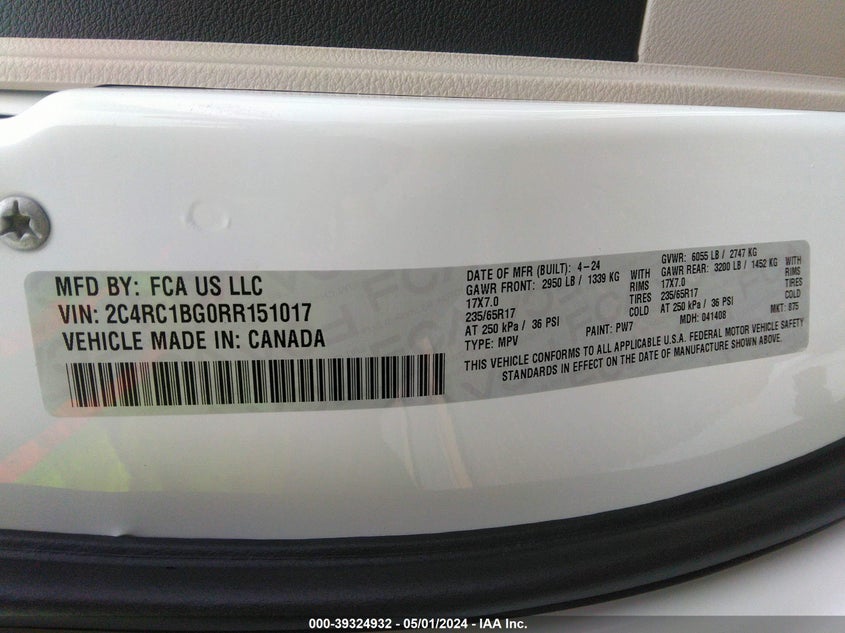 MFD BY: FCA US LLC
VIN: 2C4RC1BG0RR151017
VEHICLE MADE IN: CANADA
DATE OF MFR (BUILT): 4-24
GVWR: 6055 LB / 2747 KG
GAWR FRONT: 2950 LB / 1339 KG WITH
GAWR REAR: 3200 LB / 1452 KG WITH
17X7.0 RIMS
17X7.0 RIMS
235/65R17 TIRES
235/65R17 TIRES
AT 250 kPa / 36 PSI COLD
AT 250 kPa / 36 PSI COLD
TYPE: MPV PAINT: PW7 MDH: 041408 MKT: 875
THIS VEHICLE CONFORMS TO ALL APPLICABLE U.S.A. FEDERAL MOTOR VEHICLE SAFETY
STANDARDS IN EFFECT ON THE DATE OF MANUFACTURE SHOWN ABOVE.
000-39324932 - 05/01/2024 - IAA Inc.